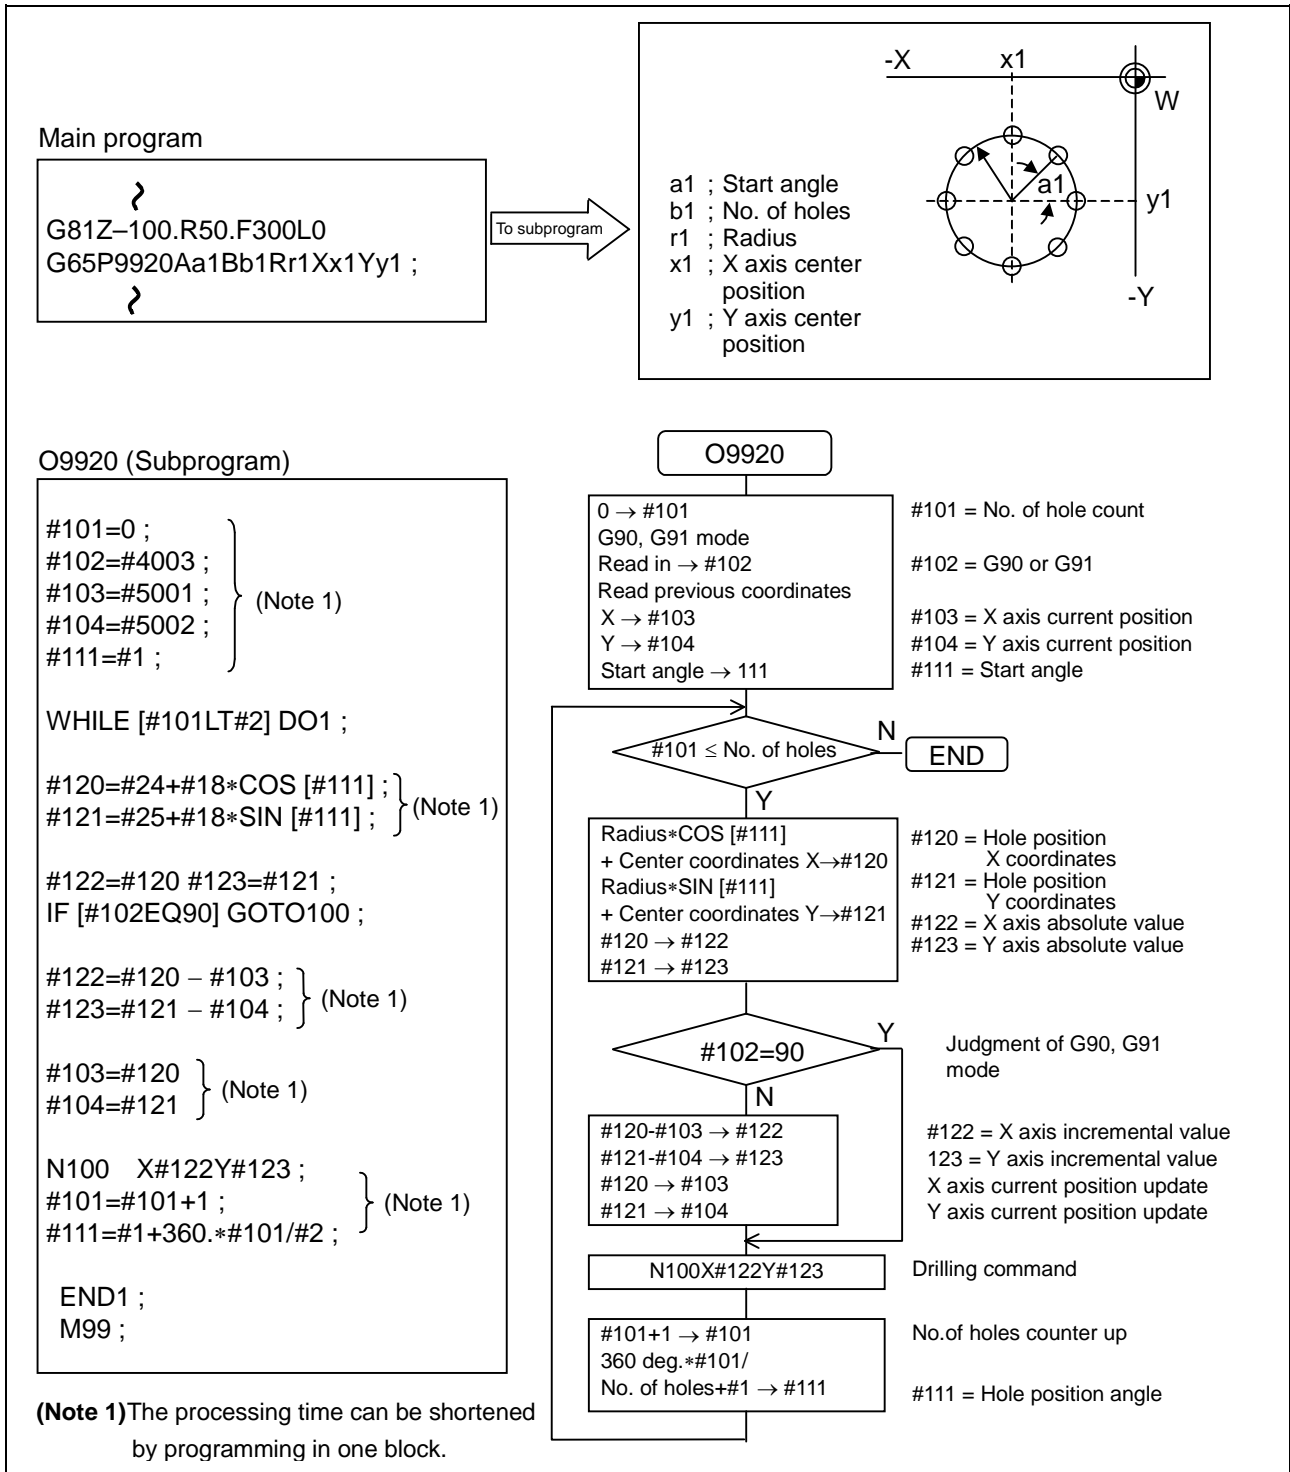 Main program
G81Z–100.R50.F300L0
G65P9920Aa1Bb1Rr1Xx1Yy1 ;
To subprogram
-X
x1
W
a1
y1
-Y
a1 ; Start angle
b1 ; No. of holes
r1 ; Radius
x1 ; X axis center
position
y1 ; Y axis center
position
O9920 (Subprogram)
#101=0 ;
#102=#4003 ;
#103=#5001 ;
#104=#5002 ;
#111=#1 ;
(Note 1)
WHILE [#101LT#2] DO1 ;
#120=#24+#18∗COS [#111] ;
#121=#25+#18∗SIN [#111] ;
(Note 1)
#122=#120 #123=#121 ;
IF [#102EQ90] GOTO100 ;
#122=#120 – #103 ;
#123=#121 – #104 ;
(Note 1)
#103=#120
#104=#121
(Note 1)
N100 X#122Y#123 ;
#101=#101+1 ;
#111=#1+360.∗#101/#2 ;
(Note 1)
END1 ;
M99 ;
(Note 1)The processing time can be shortened
by programming in one block.
O9920
0 → #101
G90, G91 mode
Read in → #102
Read previous coordinates
X → #103
Y → #104
Start angle → 111
#101 = No. of hole count
#102 = G90 or G91
#103 = X axis current position
#104 = Y axis current position
#111 = Start angle
#101 ≤ No. of holes
N
END
Y
Radius∗COS [#111]
+ Center coordinates X→#120
Radius∗SIN [#111]
+ Center coordinates Y→#121
#120 → #122
#121 → #123
#120 = Hole position
X coordinates
#121 = Hole position
Y coordinates
#122 = X axis absolute value
#123 = Y axis absolute value
#102=90
Y
N
Judgment of G90, G91
mode
#120-#103 → #122
#121-#104 → #123
#120 → #103
#121 → #104
#122 = X axis incremental value
123 = Y axis incremental value
X axis current position update
Y axis current position update
N100X#122Y#123
Drilling command
#101+1 → #101
360 deg.∗#101/
No. of holes+#1 → #111
No.of holes counter up
#111 = Hole position angle